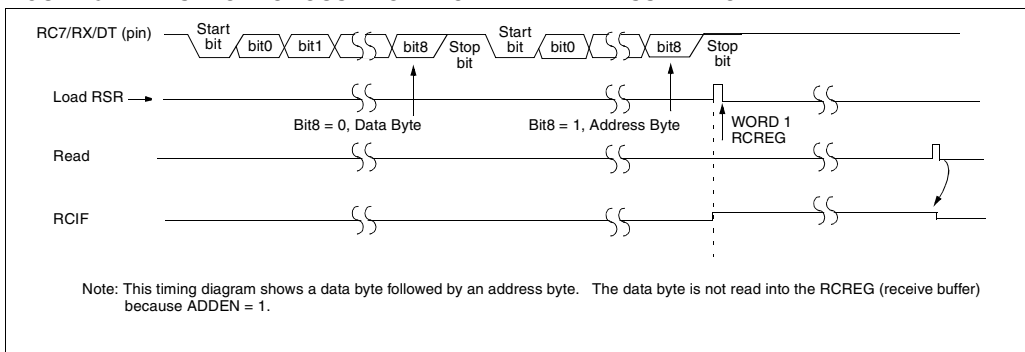 RC7/RX/DT (pin)
Start bit
bit0
bit1
bit8
Stop bit
Start bit
bit0
bit8
Stop bit
Load RSR
Bit8 = 0, Data Byte
Bit8 = 1, Address Byte
WORD 1
RCREG
Read
RCIF
Note: This timing diagram shows a data byte followed by an address byte. The data byte is not read into the RCREG (receive buffer)
because ADDEN = 1.